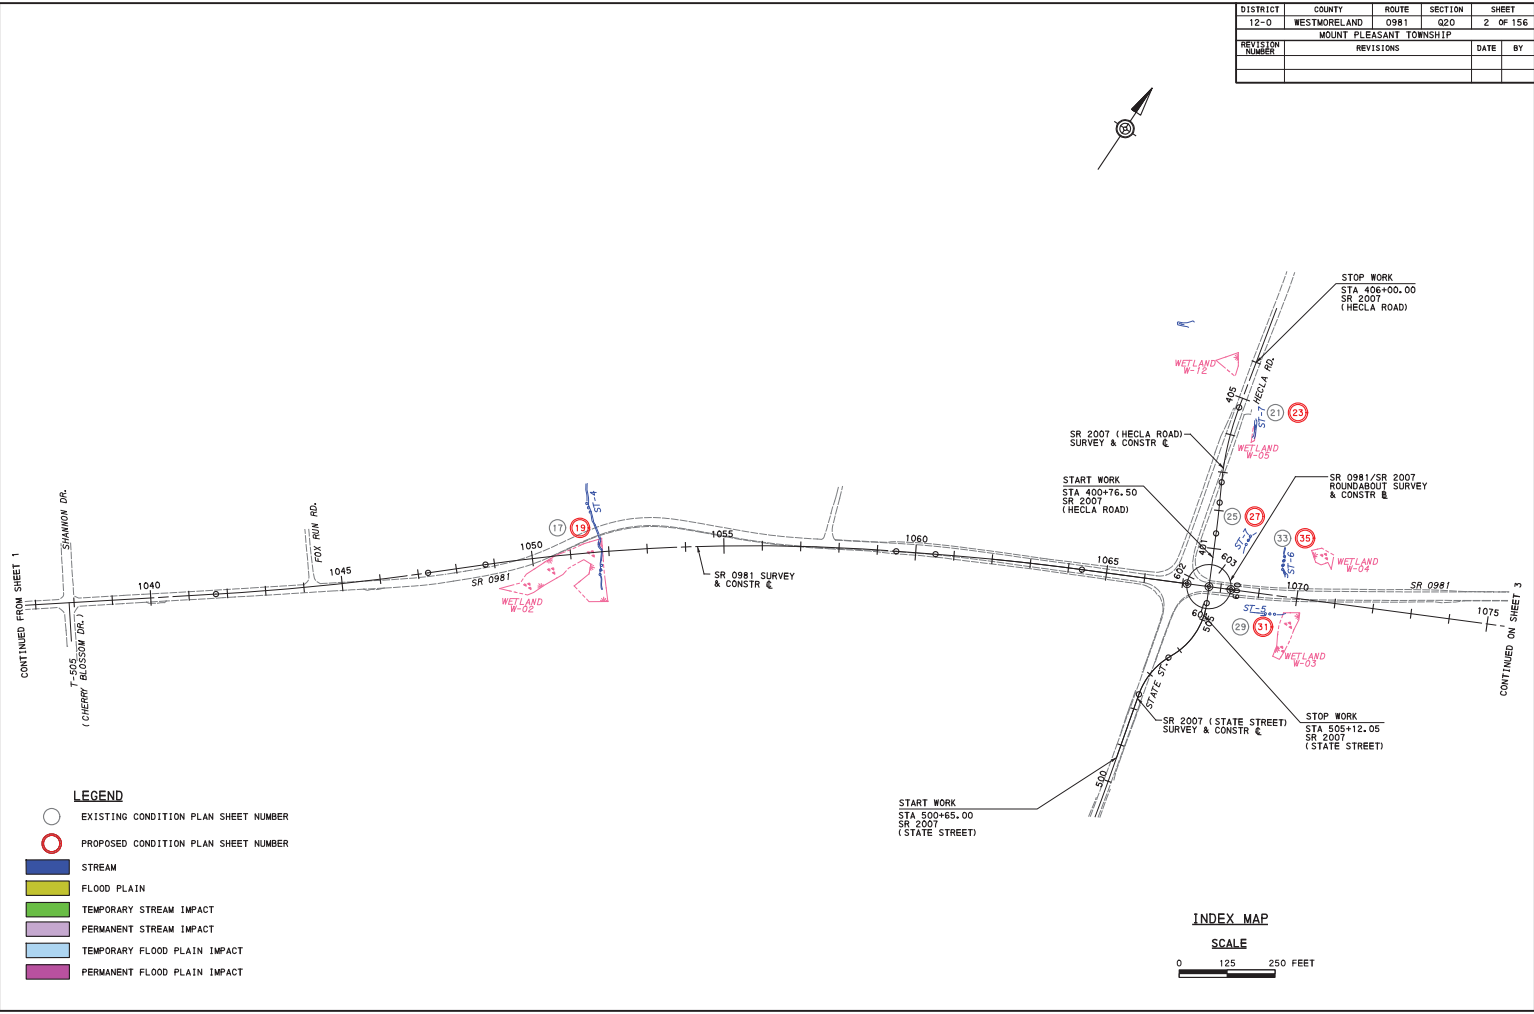 DISTRICT COUNTY ROUTE SECTION SHEET
12-0 WESTMORELAND 0981 Q20 2 OF 156
MOUNT PLEASANT TOWNSHIP
REVISION NUMBER REVISIONS DATE BY
STOP WORK
STA 406+00.00
SR 2007
(HECLA ROAD)
WETLAND
W-12
HECLA RD.
405
ST-7
21
23
WETLAND
W-05
SR 2007 (HECLA ROAD)
SURVEY & CONSTR ℄
START WORK
STA 400+76.50
SR 2007
(HECLA ROAD)
SR 0981/SR 2007
ROUNDABOUT SURVEY
& CONSTR
25
27
ST-7
33
35
ST-6
WETLAND
W-04
401
603
602
600
SHANNON DR.
FOX RUN RD.
ST-4
17
19
1040
1045
1050
1055
1060
1065
1070
1075
SR 0981
SR 0981
SR 0981 SURVEY
& CONSTR ℄
WETLAND
W-02
CONTINUED FROM SHEET 1
CONTINUED ON SHEET 3
T-505
(CHERRY BLOSSOM DR.)
ST-5
29
31
505
WETLAND
W-03
STATE ST.
SR 2007 (STATE STREET)
SURVEY & CONSTR ℄
STOP WORK
STA 505+12.05
SR 2007
(STATE STREET)
500
START WORK
STA 500+65.00
SR 2007
(STATE STREET)
LEGEND
EXISTING CONDITION PLAN SHEET NUMBER
PROPOSED CONDITION PLAN SHEET NUMBER
STREAM
FLOOD PLAIN
TEMPORARY STREAM IMPACT
PERMANENT STREAM IMPACT
TEMPORARY FLOOD PLAIN IMPACT
PERMANENT FLOOD PLAIN IMPACT
INDEX MAP
SCALE
0 125 250 FEET